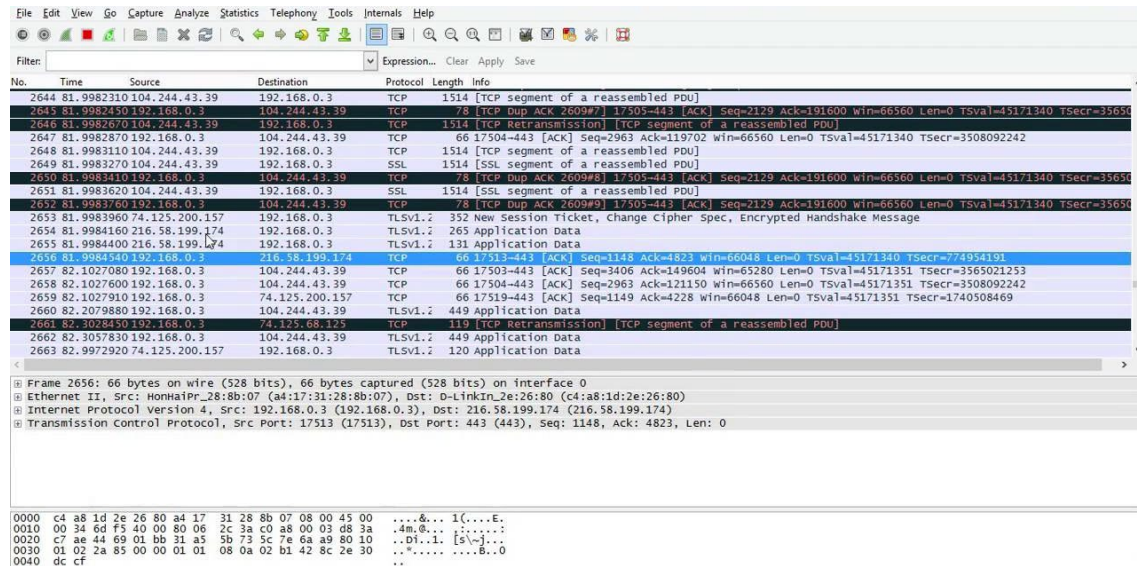 File Edit View Go Capture Analyze Statistics Telephony Tools Internals Help
Filter: Expression... Clear Apply Save
No. Time Source Destination Protocol Length Info
2644 81.9982310 104.244.43.39 192.168.0.3 TCP 1514 [TCP segment of a reassembled PDU]
2645 81.9982450 192.168.0.3 104.244.43.39 TCP 78 [TCP Dup ACK 2609#7] 17505→443 [ACK] Seq=2129 Ack=191600 Win=66560 Len=0 TSval=45171340 TSecr=35650
2646 81.9982670 104.244.43.39 192.168.0.3 TCP 1514 [TCP Retransmission] [TCP segment of a reassembled PDU]
2647 81.9982870 192.168.0.3 104.244.43.39 TCP 66 17504→443 [ACK] Seq=2963 Ack=119702 Win=66560 Len=0 TSval=45171340 TSecr=3508092242
2648 81.9983110 104.244.43.39 192.168.0.3 TCP 1514 [TCP segment of a reassembled PDU]
2649 81.9983270 104.244.43.39 192.168.0.3 SSL 1514 [SSL segment of a reassembled PDU]
2650 81.9983410 192.168.0.3 104.244.43.39 TCP 78 [TCP Dup ACK 2609#8] 17505→443 [ACK] Seq=2129 Ack=191600 Win=66560 Len=0 TSval=45171340 TSecr=35650
2651 81.9983620 104.244.43.39 192.168.0.3 SSL 1514 [SSL segment of a reassembled PDU]
2652 81.9983760 192.168.0.3 104.244.43.39 TCP 78 [TCP Dup ACK 2609#9] 17505→443 [ACK] Seq=2129 Ack=191600 Win=66560 Len=0 TSval=45171340 TSecr=35650
2653 81.9983960 74.125.200.157 192.168.0.3 TLSv1.2 352 New Session Ticket, Change Cipher Spec, Encrypted Handshake Message
2654 81.9984160 216.58.199.174 192.168.0.3 TLSv1.2 265 Application Data
2655 81.9984400 216.58.199.174 192.168.0.3 TLSv1.2 131 Application Data
2656 81.9984540 192.168.0.3 216.58.199.174 TCP 66 17513→443 [ACK] Seq=1148 Ack=4823 Win=66048 Len=0 TSval=45171340 TSecr=774954191
2657 82.1027080 192.168.0.3 104.244.43.39 TCP 66 17503→443 [ACK] Seq=3406 Ack=149604 Win=65280 Len=0 TSval=45171351 TSecr=3565021253
2658 82.1027600 192.168.0.3 104.244.43.39 TCP 66 17504→443 [ACK] Seq=2963 Ack=121150 Win=66560 Len=0 TSval=45171351 TSecr=3508092242
2659 82.1027910 192.168.0.3 74.125.200.157 TCP 66 17519→443 [ACK] Seq=1149 Ack=4228 Win=66048 Len=0 TSval=45171351 TSecr=1740508469
2660 82.2079880 192.168.0.3 104.244.43.39 TLSv1.2 449 Application Data
2661 82.3028450 192.168.0.3 74.125.68.125 TCP 119 [TCP Retransmission] [TCP segment of a reassembled PDU]
2662 82.3057830 192.168.0.3 104.244.43.39 TLSv1.2 449 Application Data
2663 82.9972920 74.125.200.157 192.168.0.3 TLSv1.2 120 Application Data
Frame 2656: 66 bytes on wire (528 bits), 66 bytes captured (528 bits) on interface 0
Ethernet II, Src: HonHaiPr_28:8b:07 (a4:17:31:28:8b:07), Dst: D-LinkIn_2e:26:80 (c4:a8:1d:2e:26:80)
Internet Protocol Version 4, Src: 192.168.0.3 (192.168.0.3), Dst: 216.58.199.174 (216.58.199.174)
Transmission Control Protocol, Src Port: 17513 (17513), Dst Port: 443 (443), Seq: 1148, Ack: 4823, Len: 0
0000 c4 a8 1d 2e 26 80 a4 17 31 28 8b 07 08 00 45 00 ....&... 1(....E.
0010 00 34 6d f5 40 00 80 06 2c 3a c0 a8 00 03 d8 3a .4m.@... ,:.....:
0020 c7 ae 44 69 01 bb 31 a5 5b 73 5c 7e 6a a9 80 10 ..Di..1. [s\~j...
0030 01 02 2a 85 00 00 01 01 08 0a 02 b1 42 8c 2e 30 ..*..... ....B..0
0040 dc cf ..